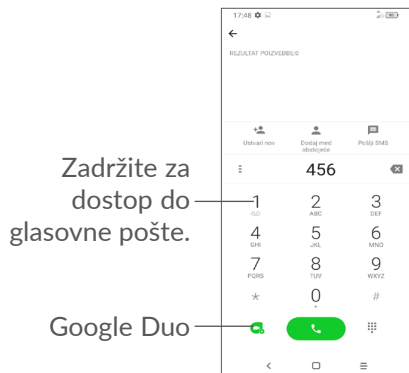 17:48
REZULTAT POIZVEDBE:0
Ustvari nov
Dodaj med obstoječe
Pošlji SMS
456
Zadržite za
dostop do
glasovne pošte.
1
2 ABC
3 DEF
4 GHI
5 JKL
6 MNO
7 PQRS
8 TUV
9 WXYZ
*
0
+
#
Google Duo